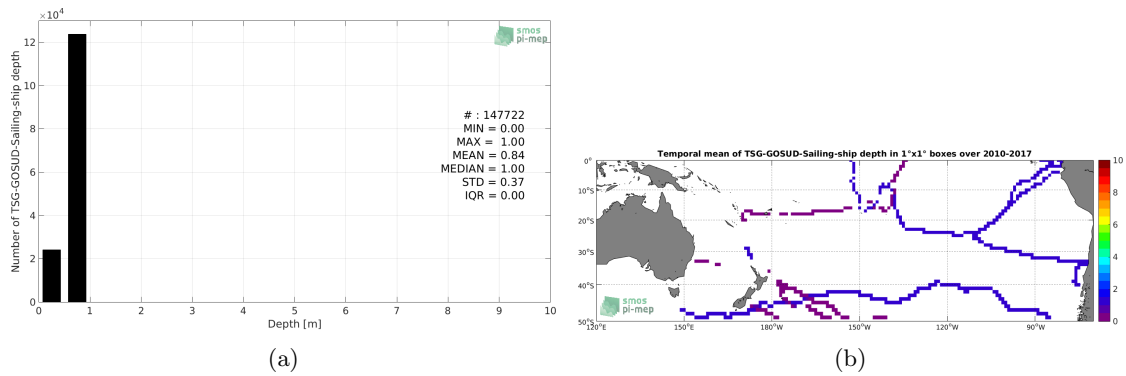 ×10⁴
12
10
8
6
4
2
0
Number of TSG-GOSUD-Sailing-ship depth
0 1 2 3 4 5 6 7 8 9 10
Depth [m]
smos
pi-mep
# : 147722
MIN = 0.00
MAX = 1.00
MEAN = 0.84
MEDIAN = 1.00
STD = 0.37
IQR = 0.00
(a)
Temporal mean of TSG-GOSUD-Sailing-ship depth in 1°x1° boxes over 2010-2017
0°
10°S
20°S
30°S
40°S
50°S
120°E 150°E 180°W 150°W 120°W 90°W
smos
pi-mep
10
8
6
4
2
0
(b)